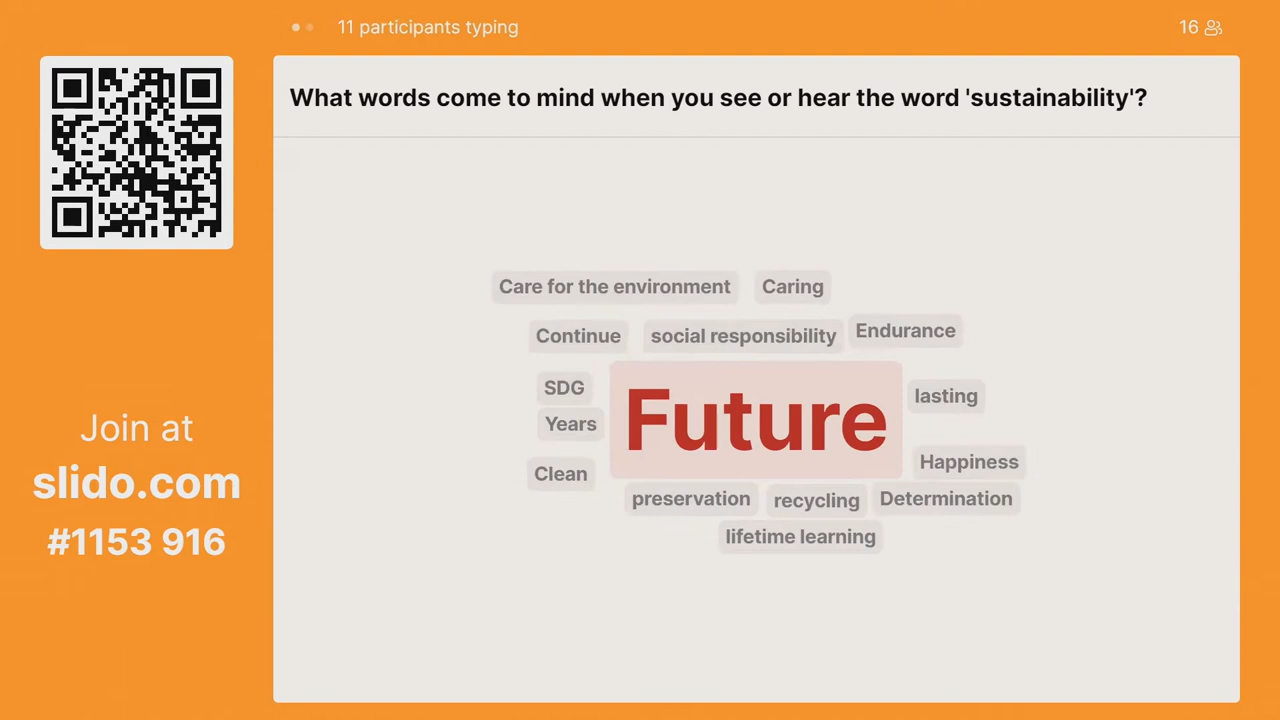 11 participants typing
16
What words come to mind when you see or hear the word 'sustainability'?
Care for the environment
Caring
Continue
social responsibility
Endurance
SDG
Future
lasting
Years
Happiness
Clean
preservation
recycling
Determination
lifetime learning
Join at
slido.com
#1153 916